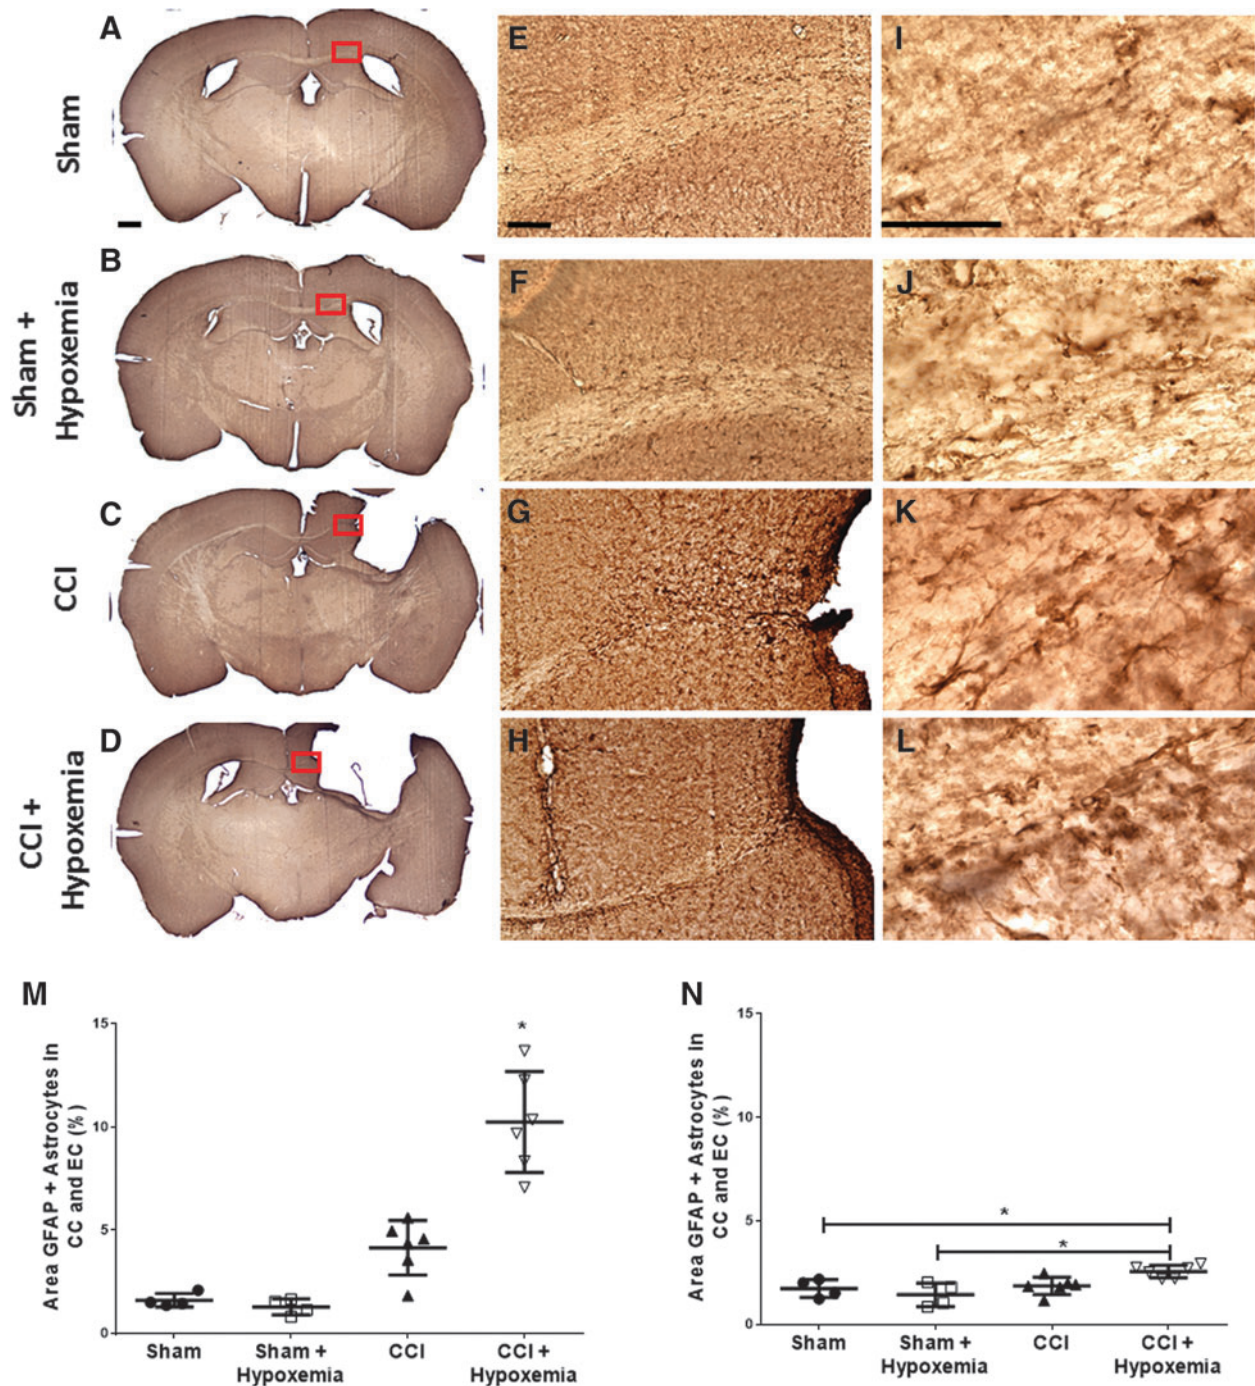 A
E
I
Sham
B
F
J
Sham +
Hypoxemia
C
G
K
CCI
D
H
L
CCI +
Hypoxemia
M
Area GFAP + Astrocytes in
CC and EC (%)
15
10
5
0
*
Sham
Sham +
Hypoxemia
CCI
CCI +
Hypoxemia
N
Area GFAP + Astrocytes in
CC and EC (%)
15
10
5
0
*
*
Sham
Sham +
Hypoxemia
CCI
CCI +
Hypoxemia